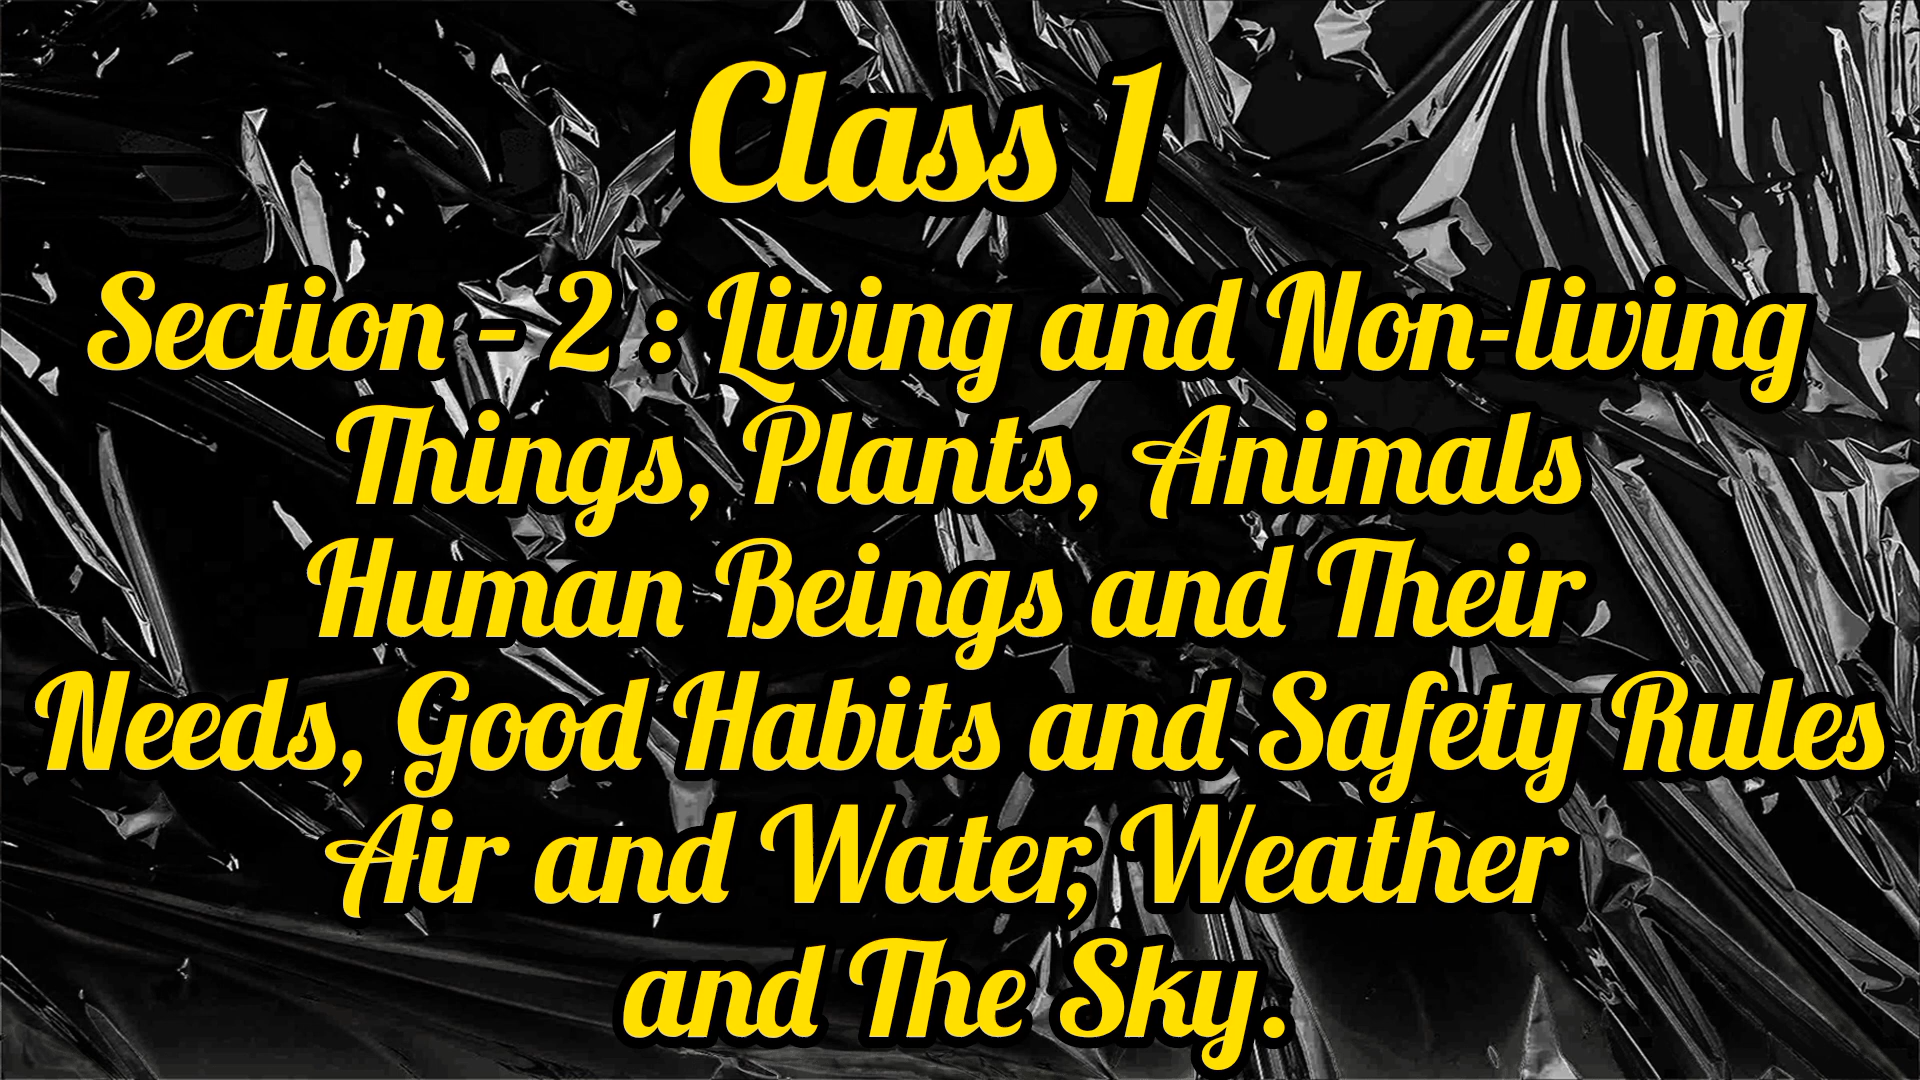 Class 1
Section - 2 : Living and Non-living
Things, Plants, Animals
Human Beings and Their
Needs, Good Habits and Safety Rules
Air and Water, Weather
and The Sky.